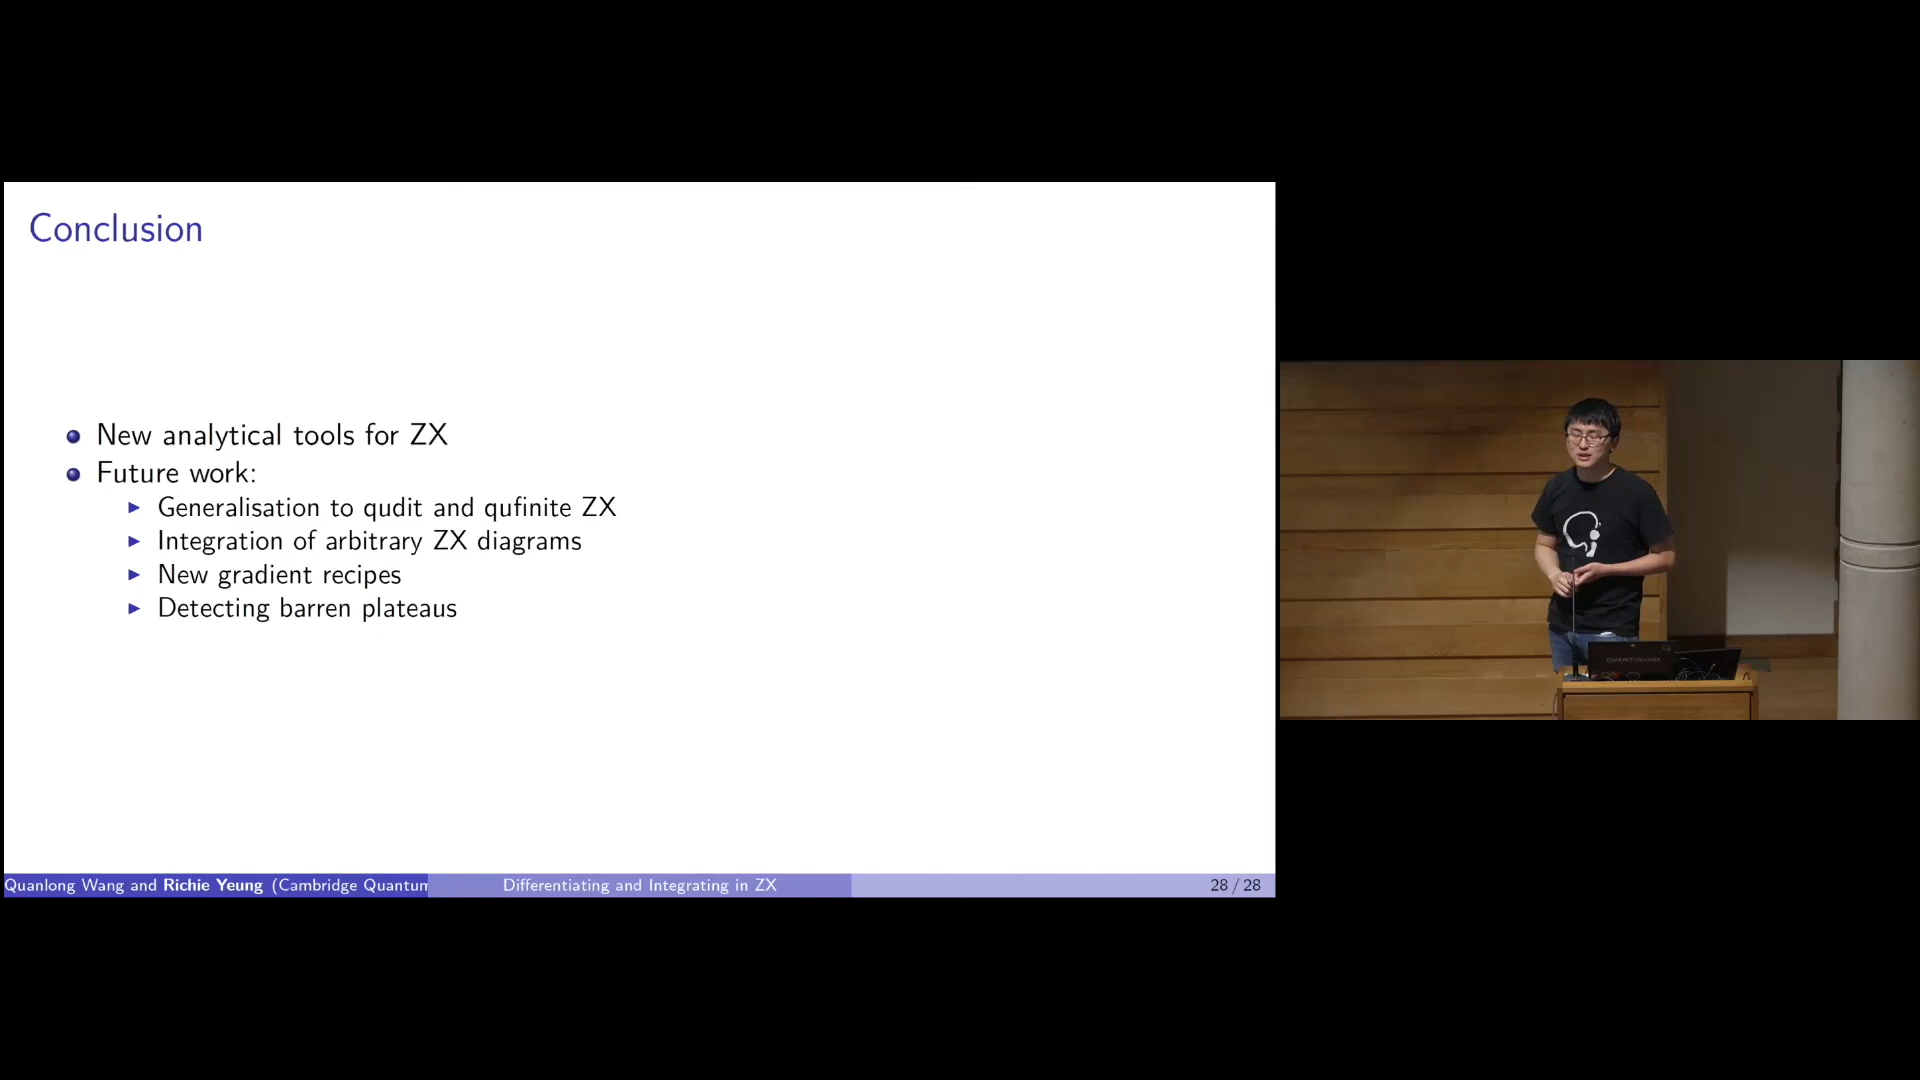 Conclusion
New analytical tools for ZX
Future work:
Generalisation to qudit and qufinite ZX
Integration of arbitrary ZX diagrams
New gradient recipes
Detecting barren plateaus
Quanlong Wang and Richie Yeung (Cambridge Quantum
Differentiating and Integrating in ZX
28 / 28
QUANTINUUM